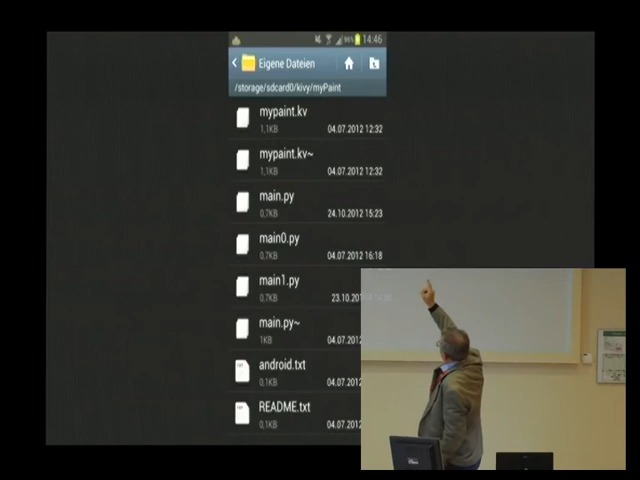 98% 14:46
Eigene Dateien
/storage/sdcard0/kivy/myPaint
mypaint.kv
1,1KB 04.07.2012 12:32
mypaint.kv~
1,1KB 04.07.2012 12:32
main.py
0,7KB 24.10.2012 15:23
main0.py
0,7KB 04.07.2012 16:18
main1.py
0,7KB 23.10.201
main.py~
1KB 04.07.2012
android.txt
0,1KB 04.07.2012
README.txt
0,1KB 04.07.2012